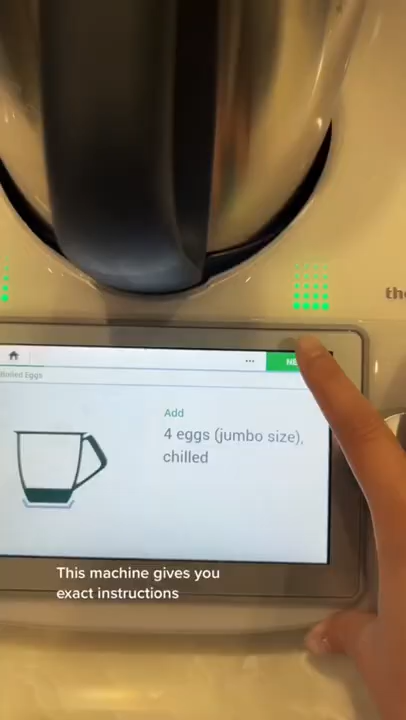 Boiled Eggs
Add
4 eggs (jumbo size),
chilled
This machine gives you
exact instructions